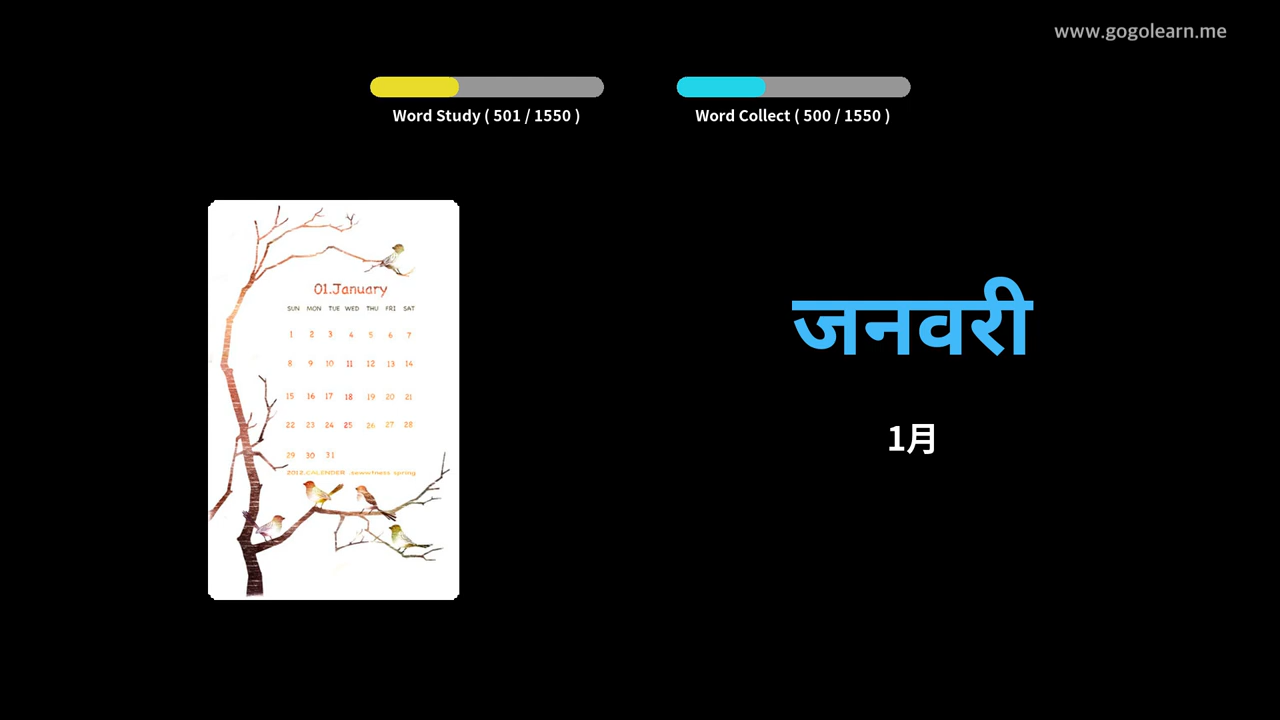 www.gogolearn.me
Word Study ( 501 / 1550 )
Word Collect ( 500 / 1550 )
01.January
SUN MON TUE WED THU FRI SAT
1 2 3 4 5 6 7
8 9 10 11 12 13 14
15 16 17 18 19 20 21
22 23 24 25 26 27 28
29 30 31
CALENDER spring
जनवरी
1月